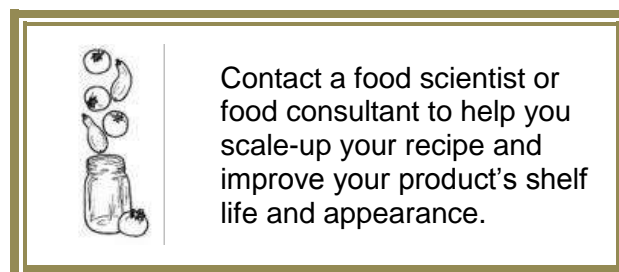 Contact a food scientist or
food consultant to help you
scale-up your recipe and
improve your product’s shelf
life and appearance.